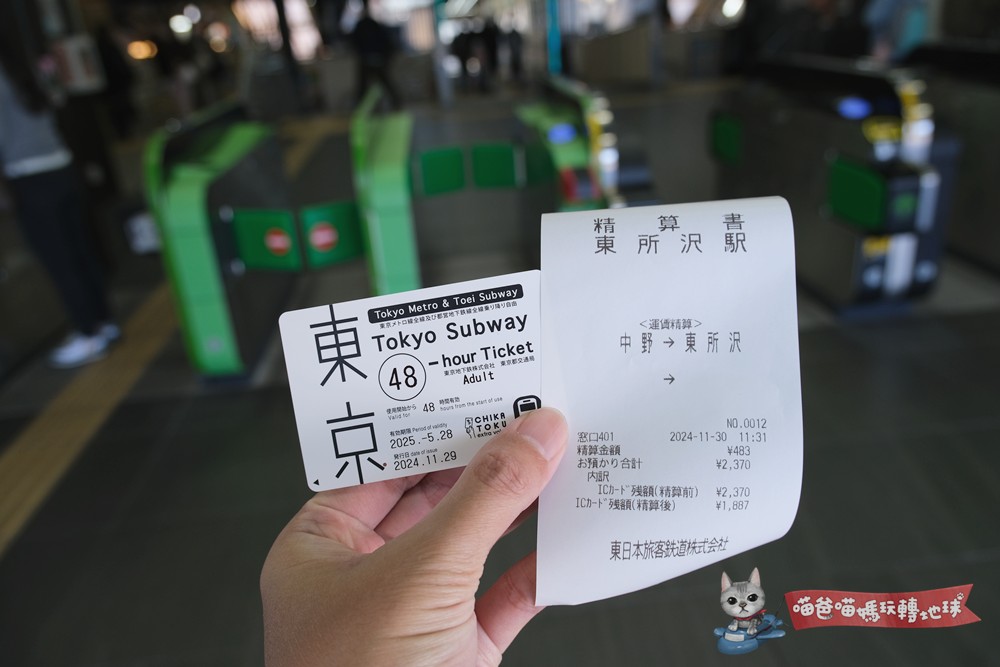 東京
Tokyo Metro & Toei Subway
東京メトロ線全線及び都営地下鉄線全線乗り降り自由
Tokyo Subway
48-hour Ticket
東京地下鉄株式会社 東京都交通局
Adult
使用開始から 48 時間有効
Valid for hours from the start of use.
有効期限 Period of validity
2025.-5.28
発行日 date of issue
2024.11.29
CHIKA
TOKU
精算書
東所沢駅
<運賃精算>
中野→東所沢
→
NO.0012
窓口401 2024-11-30 11:31
精算金額 ¥483
お預かり合計 ¥2,370
内訳
ICカード残額(精算前) ¥2,370
ICカード残額(精算後) ¥1,887
東日本旅客鉄道株式会社
喵爸喵媽玩轉地球